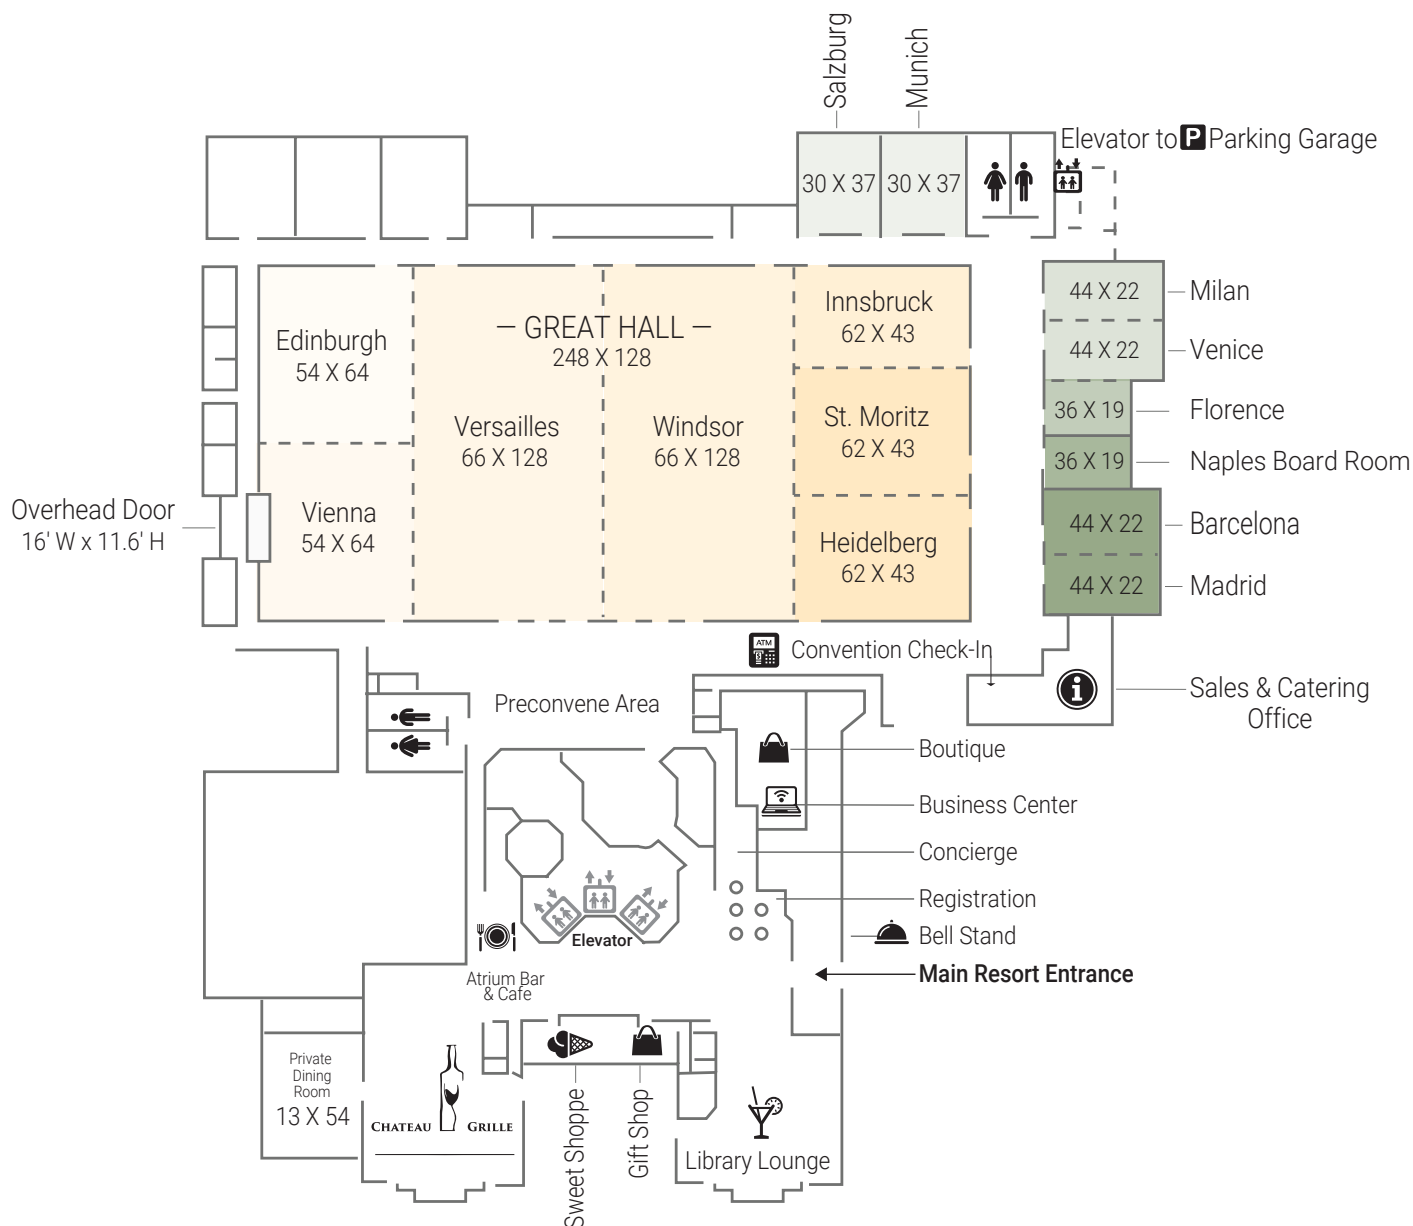 Salzburg
Munich
Elevator to P Parking Garage
30 X 37
30 X 37
Edinburgh
54 X 64
— GREAT HALL —
248 X 128
Innsbruck
62 X 43
44 X 22
Milan
44 X 22
Venice
Versailles
66 X 128
Windsor
66 X 128
St. Moritz
62 X 43
36 X 19
Florence
36 X 19
Naples Board Room
Overhead Door
16' W x 11.6' H
Vienna
54 X 64
Heidelberg
62 X 43
44 X 22
Barcelona
44 X 22
Madrid
ATM
$
Convention Check-In
i
Sales & Catering
Office
Preconvene Area
Boutique
Business Center
Concierge
Registration
Bell Stand
Main Resort Entrance
Elevator
Atrium Bar
& Cafe
Private
Dining
Room
13 X 54
CHATEAU GRILLE
Sweet Shoppe
Gift Shop
Library Lounge